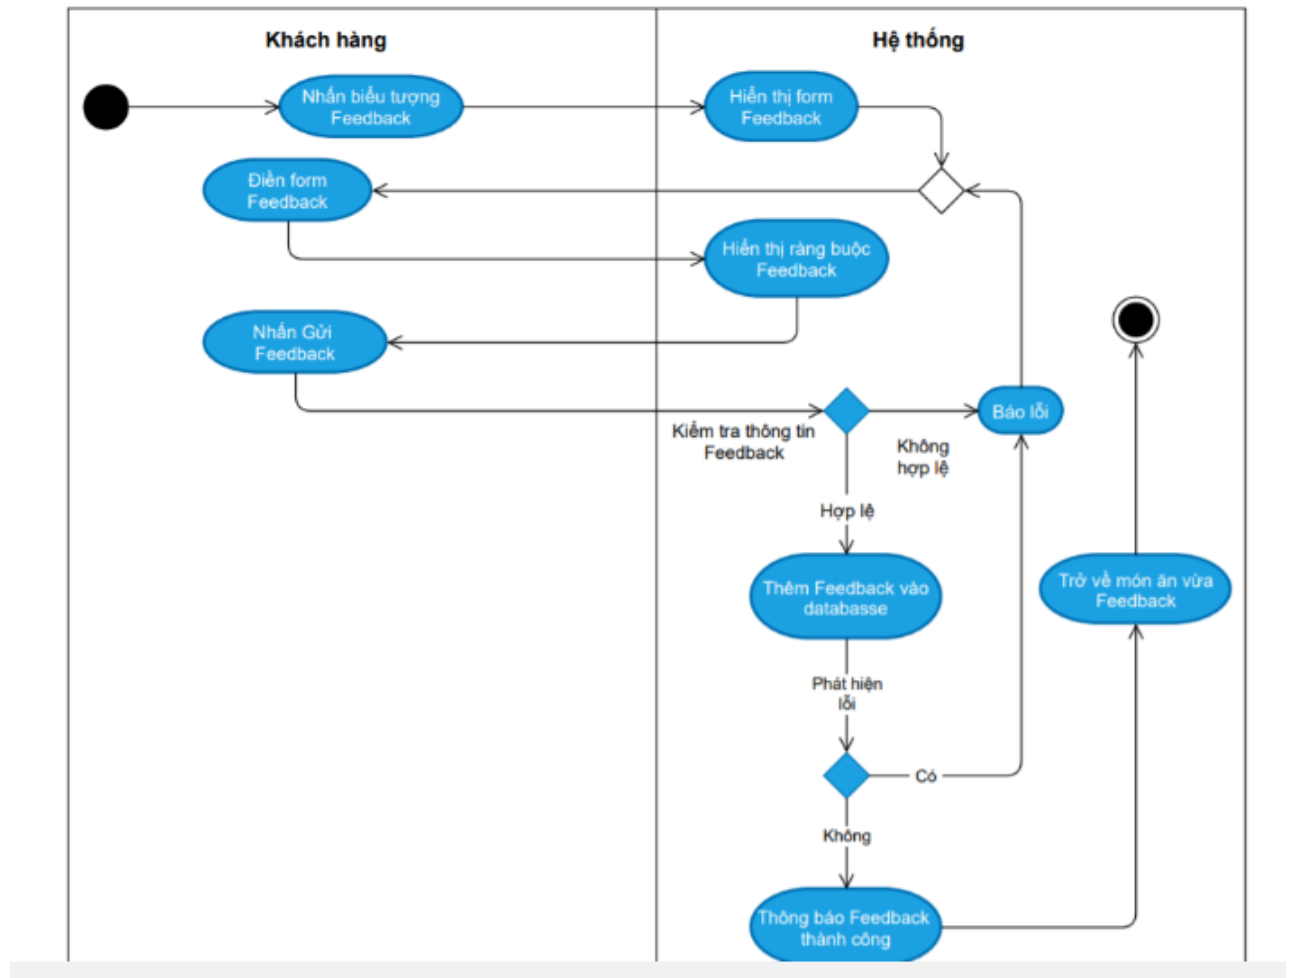 Khách hàng
Hệ thống
Nhấn biểu tượng
Feedback
Hiển thị form
Feedback
Điền form
Feedback
Hiển thị ràng buộc
Feedback
Nhấn Gửi
Feedback
Kiểm tra thông tin
Feedback
Không
hợp lệ
Báo lỗi
Hợp lệ
Thêm Feedback vào
databasse
Trở về món ăn vừa
Feedback
Phát hiện
lỗi
Có
Không
Thông báo Feedback
thành công